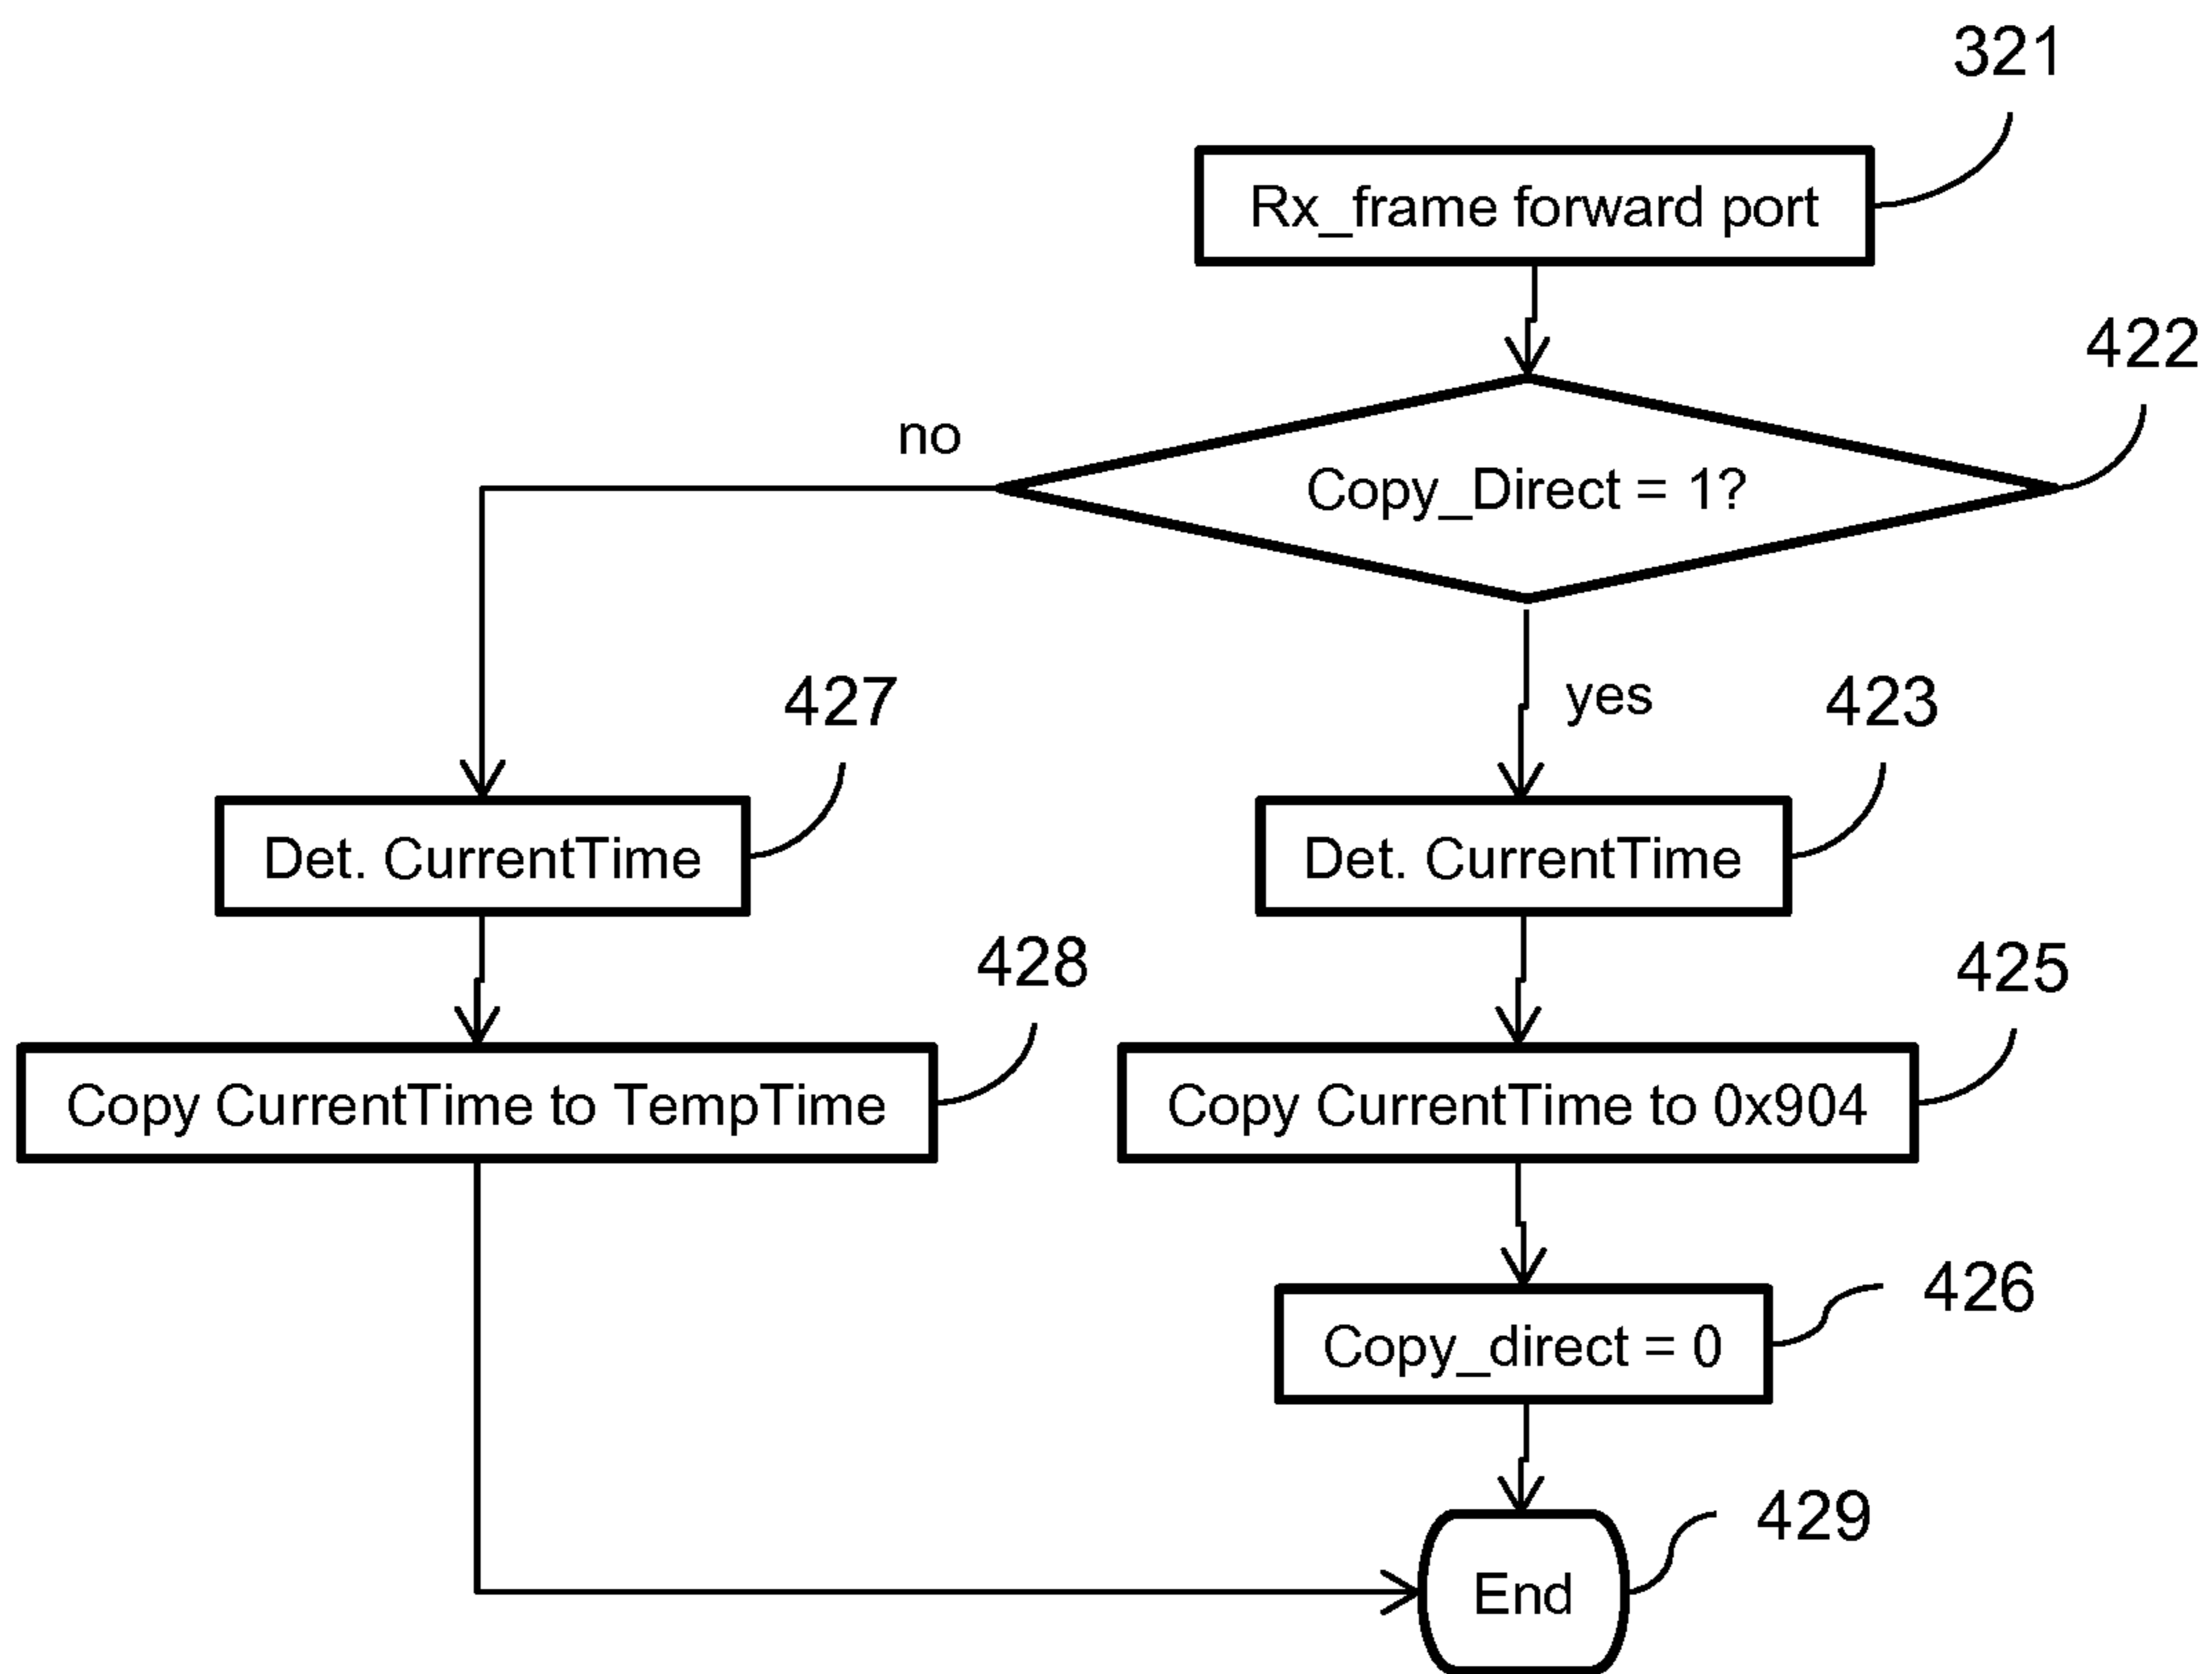 321
Rx_frame forward port
422
no
Copy_Direct = 1?
yes
427
423
Det. CurrentTime
Det. CurrentTime
428
425
Copy CurrentTime to TempTime
Copy CurrentTime to 0x904
426
Copy_direct = 0
429
End